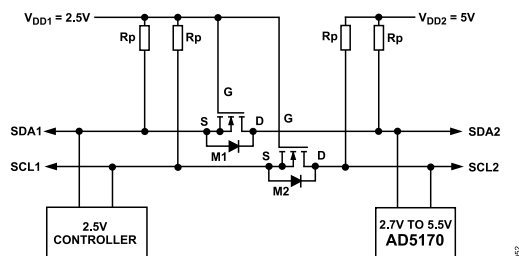 VDD1 = 2.5V
VDD2 = 5V
Rp
Rp
Rp
Rp
G
S
D
G
SDA1
SDA2
M1
S
D
SCL1
SCL2
M2
2.5V
CONTROLLER
2.7V TO 5.5V
AD5170